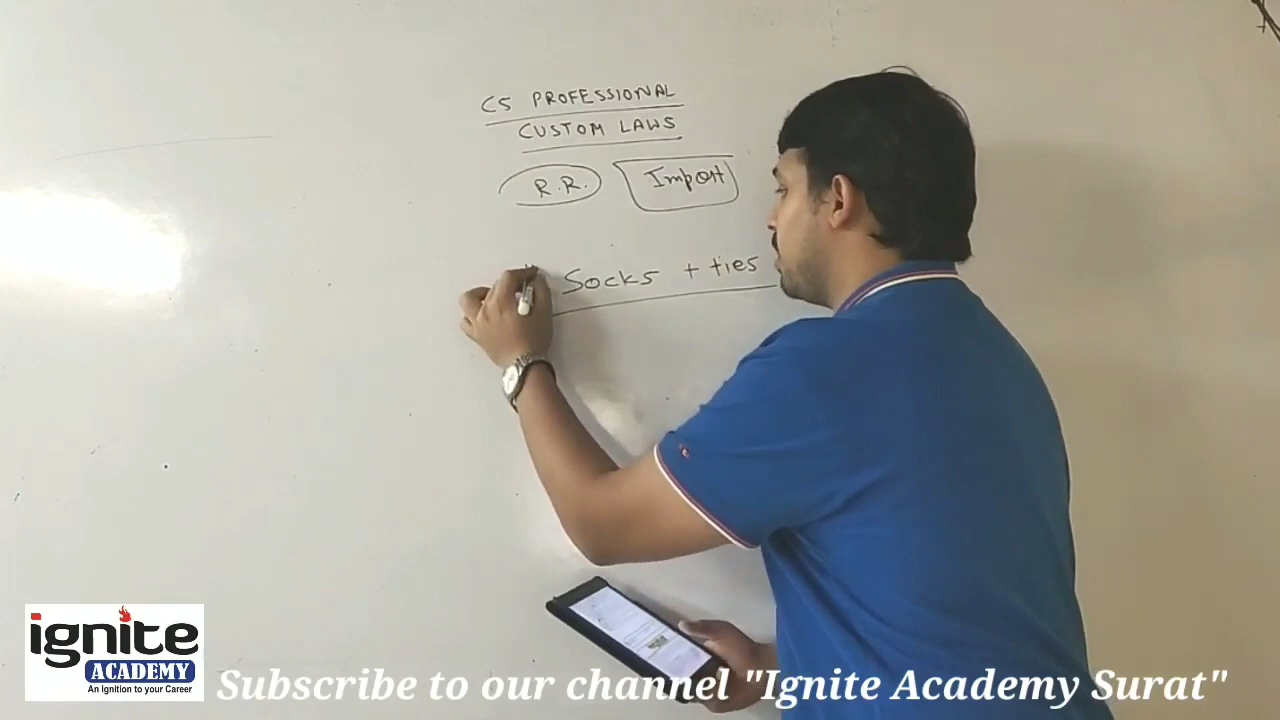 CS PROFESSIONAL
CUSTOM LAWS
R.R. Import
Socks + ties
ignite
ACADEMY
An Ignition to your Career
Subscribe to our channel "Ignite Academy Surat"